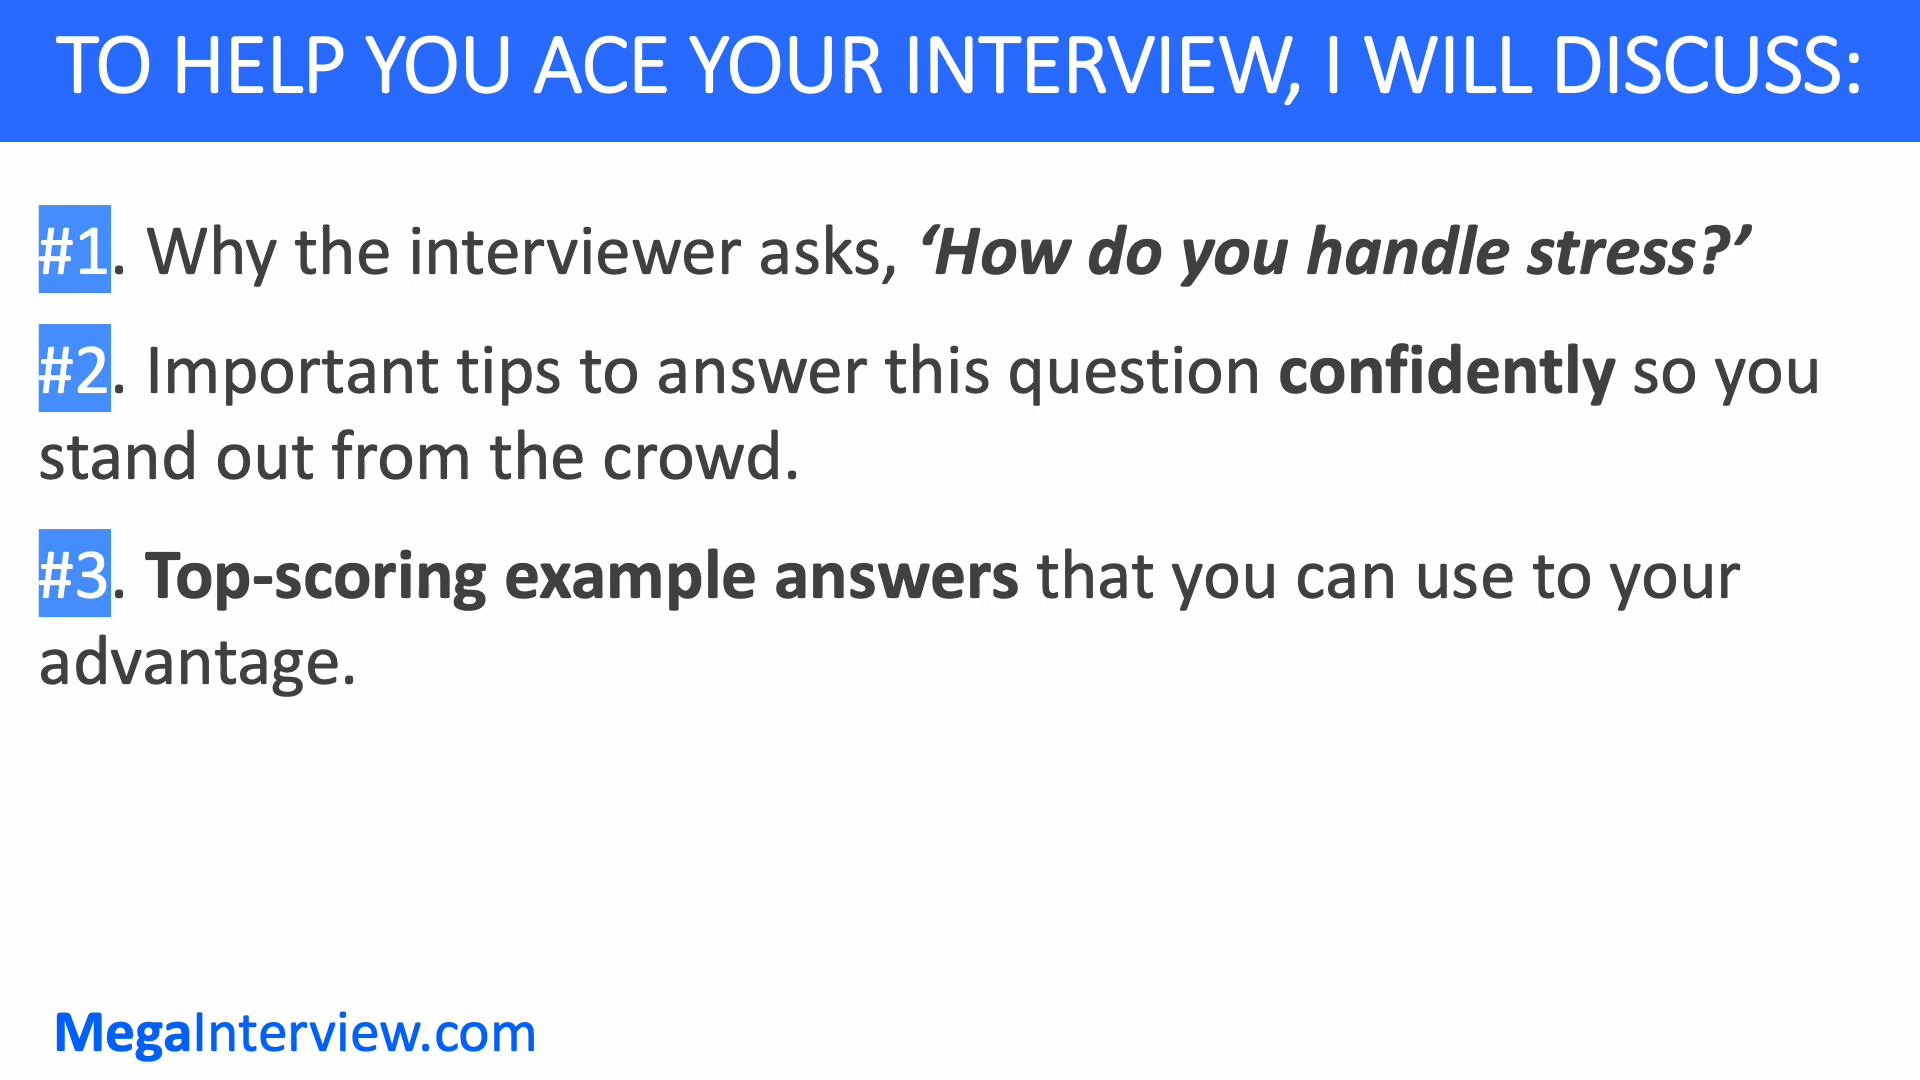 TO HELP YOU ACE YOUR INTERVIEW, I WILL DISCUSS:
#1. Why the interviewer asks, ‘How do you handle stress?’
#2. Important tips to answer this question confidently so you
stand out from the crowd.
#3. Top-scoring example answers that you can use to your
advantage.
MegaInterview.com